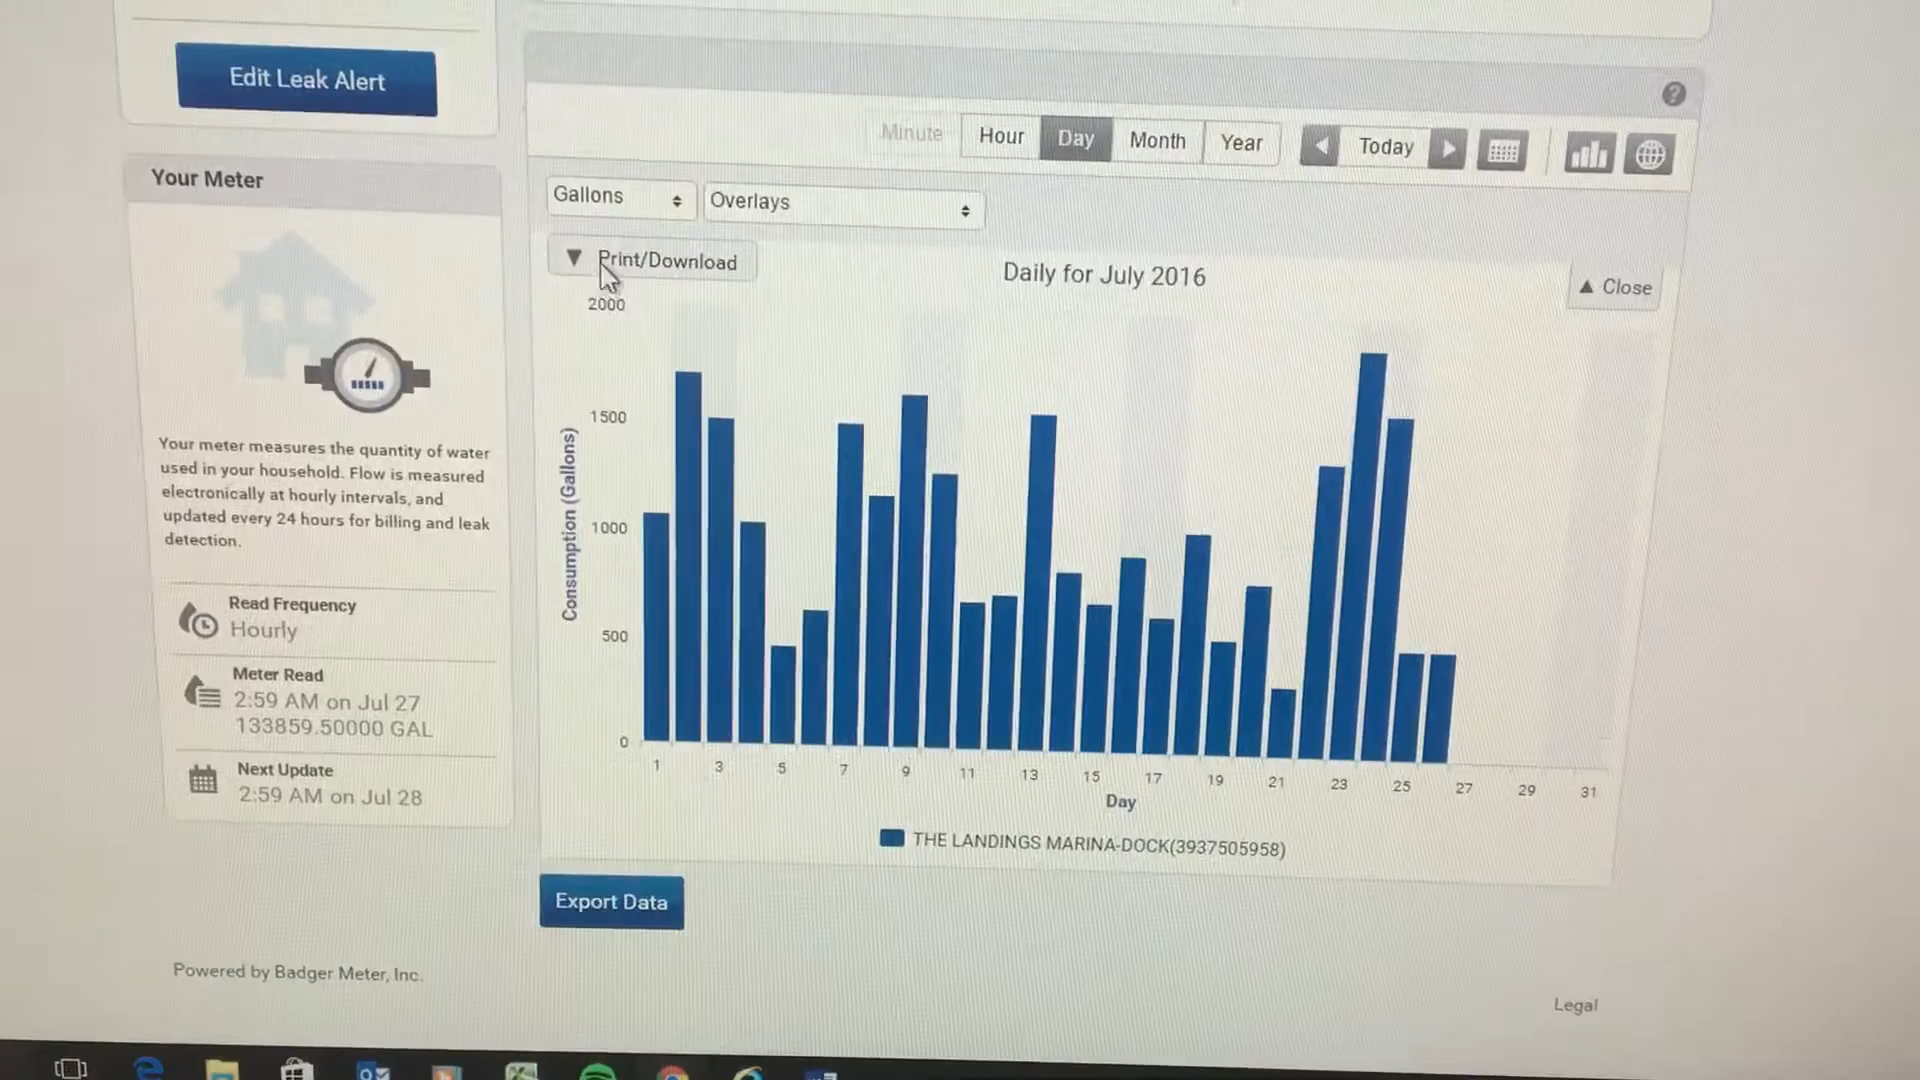 Edit Leak Alert
Your Meter
Your meter measures the quantity of water
used in your household. Flow is measured
electronically at hourly intervals, and
updated every 24 hours for billing and leak
detection.
Read Frequency
Hourly
Meter Read
2:59 AM on Jul 27
133859.50000 GAL
Next Update
2:59 AM on Jul 28
Powered by Badger Meter, Inc.
?
Minute Hour Day Month Year Today
Gallons Overlays
Print/Download
Daily for July 2016
Close
Consumption (Gallons)
2000
1500
1000
500
0
1 3 5 7 9 11 13 15 17 19 21 23 25 27 29 31
Day
THE LANDINGS MARINA-DOCK(3937505958)
Export Data
Legal